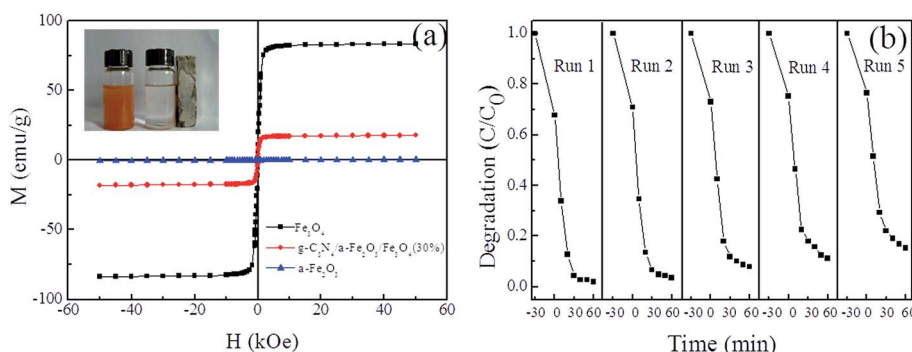 (a)
M (emu/g)
100
50
0
-50
-100
Fe₃O₄
g-C₃N₄/a-Fe₂O₃/Fe₃O₄(30%)
a-Fe₂O₃
-60 -40 -20 0 20 40 60
H (kOe)
(b)
Degradation (C/C₀)
1.0
0.8
0.6
0.4
0.2
0.0
Run 1 Run 2 Run 3 Run 4 Run 5
-30 0 30 60 -30 0 30 60 -30 0 30 60 -30 0 30 60 -30 0 30 60
Time (min)